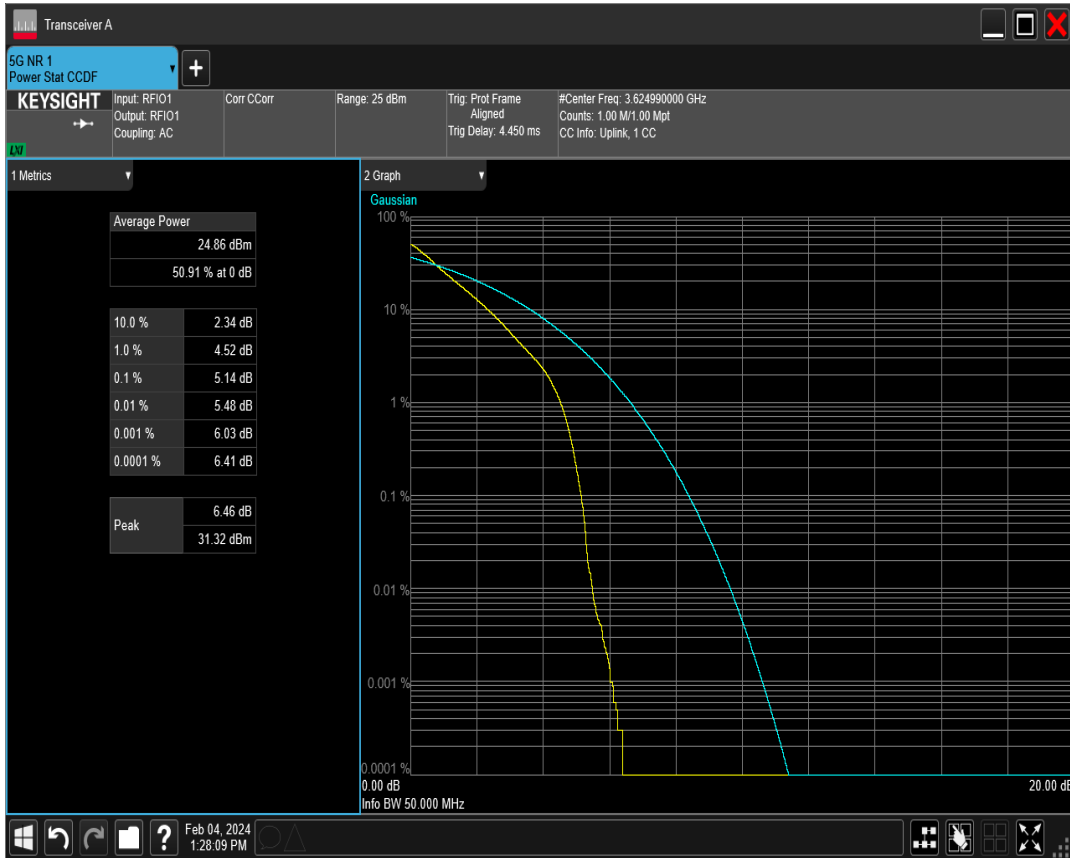 Transceiver A
5G NR 1
Power Stat CCDF
KEYSIGHT
LXI
Input: RFIO1
Output: RFIO1
Coupling: AC
Corr CCorr
Range: 25 dBm
Trig: Prot Frame
Aligned
Trig Delay: 4.450 ms
#Center Freq: 3.624990000 GHz
Counts: 1.00 M/1.00 Mpt
CC Info: Uplink, 1 CC
1 Metrics
Average Power
24.86 dBm
50.91 % at 0 dB
10.0 % 2.34 dB
1.0 % 4.52 dB
0.1 % 5.14 dB
0.01 % 5.48 dB
0.001 % 6.03 dB
0.0001 % 6.41 dB
Peak
6.46 dB
31.32 dBm
2 Graph
Gaussian
100 %
10 %
1 %
0.1 %
0.01 %
0.001 %
0.0001 %
0.00 dB 20.00 dB
Info BW 50.000 MHz
Feb 04, 2024
1:28:09 PM